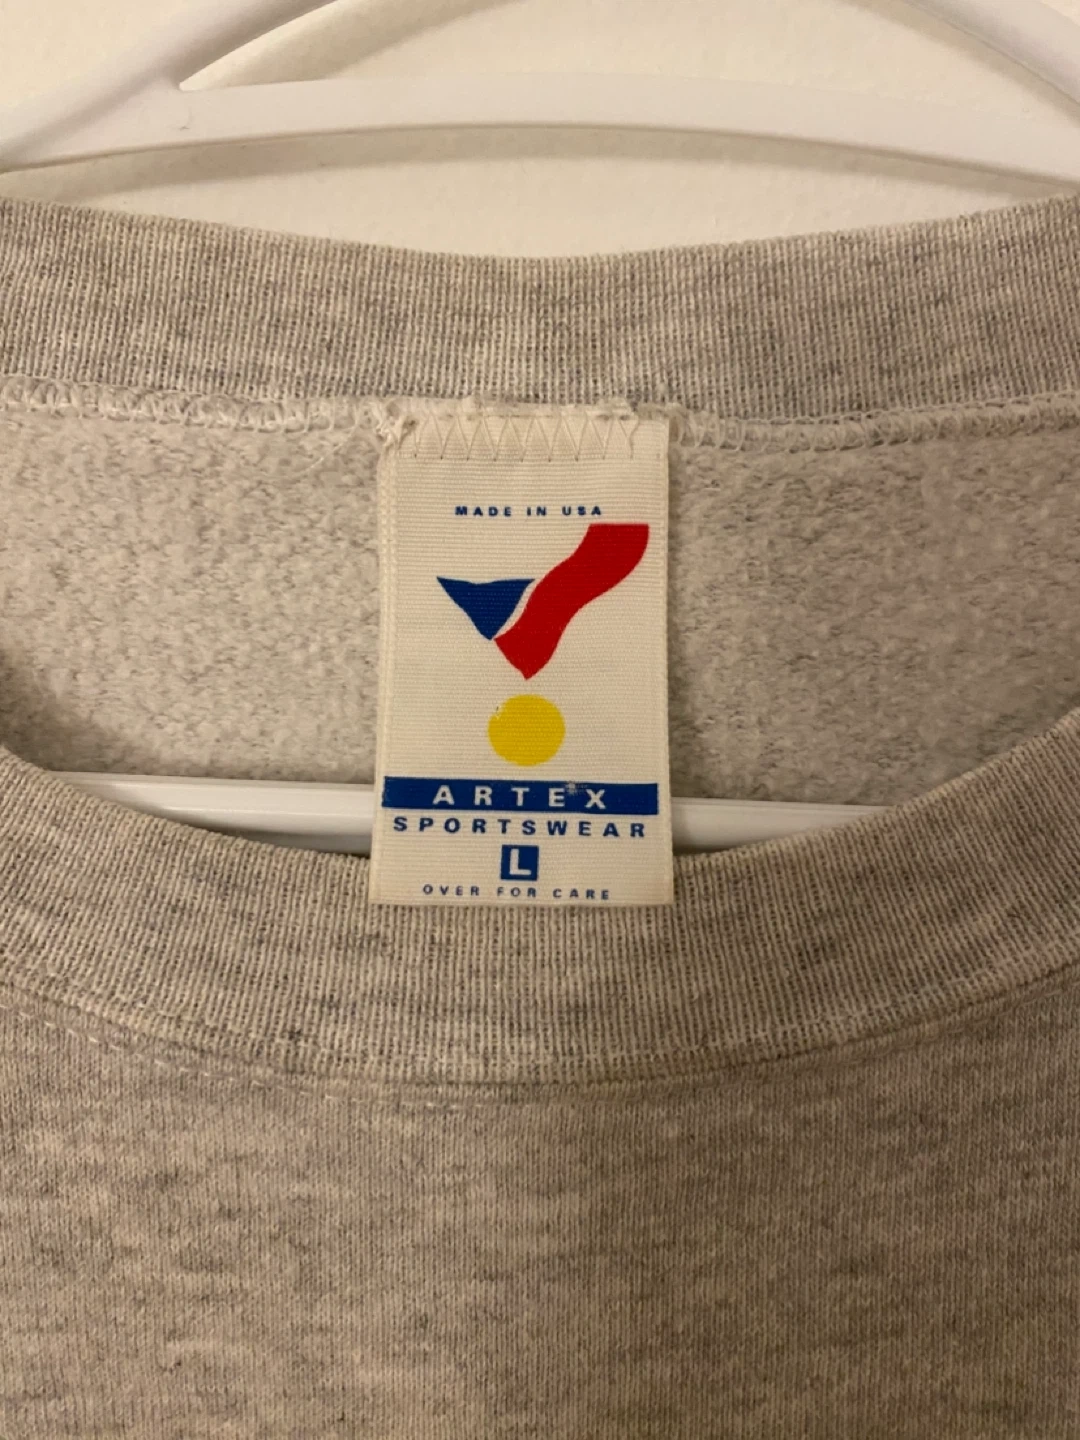 MADE IN USA
ARTEX
SPORTSWEAR
L
OVER FOR CARE